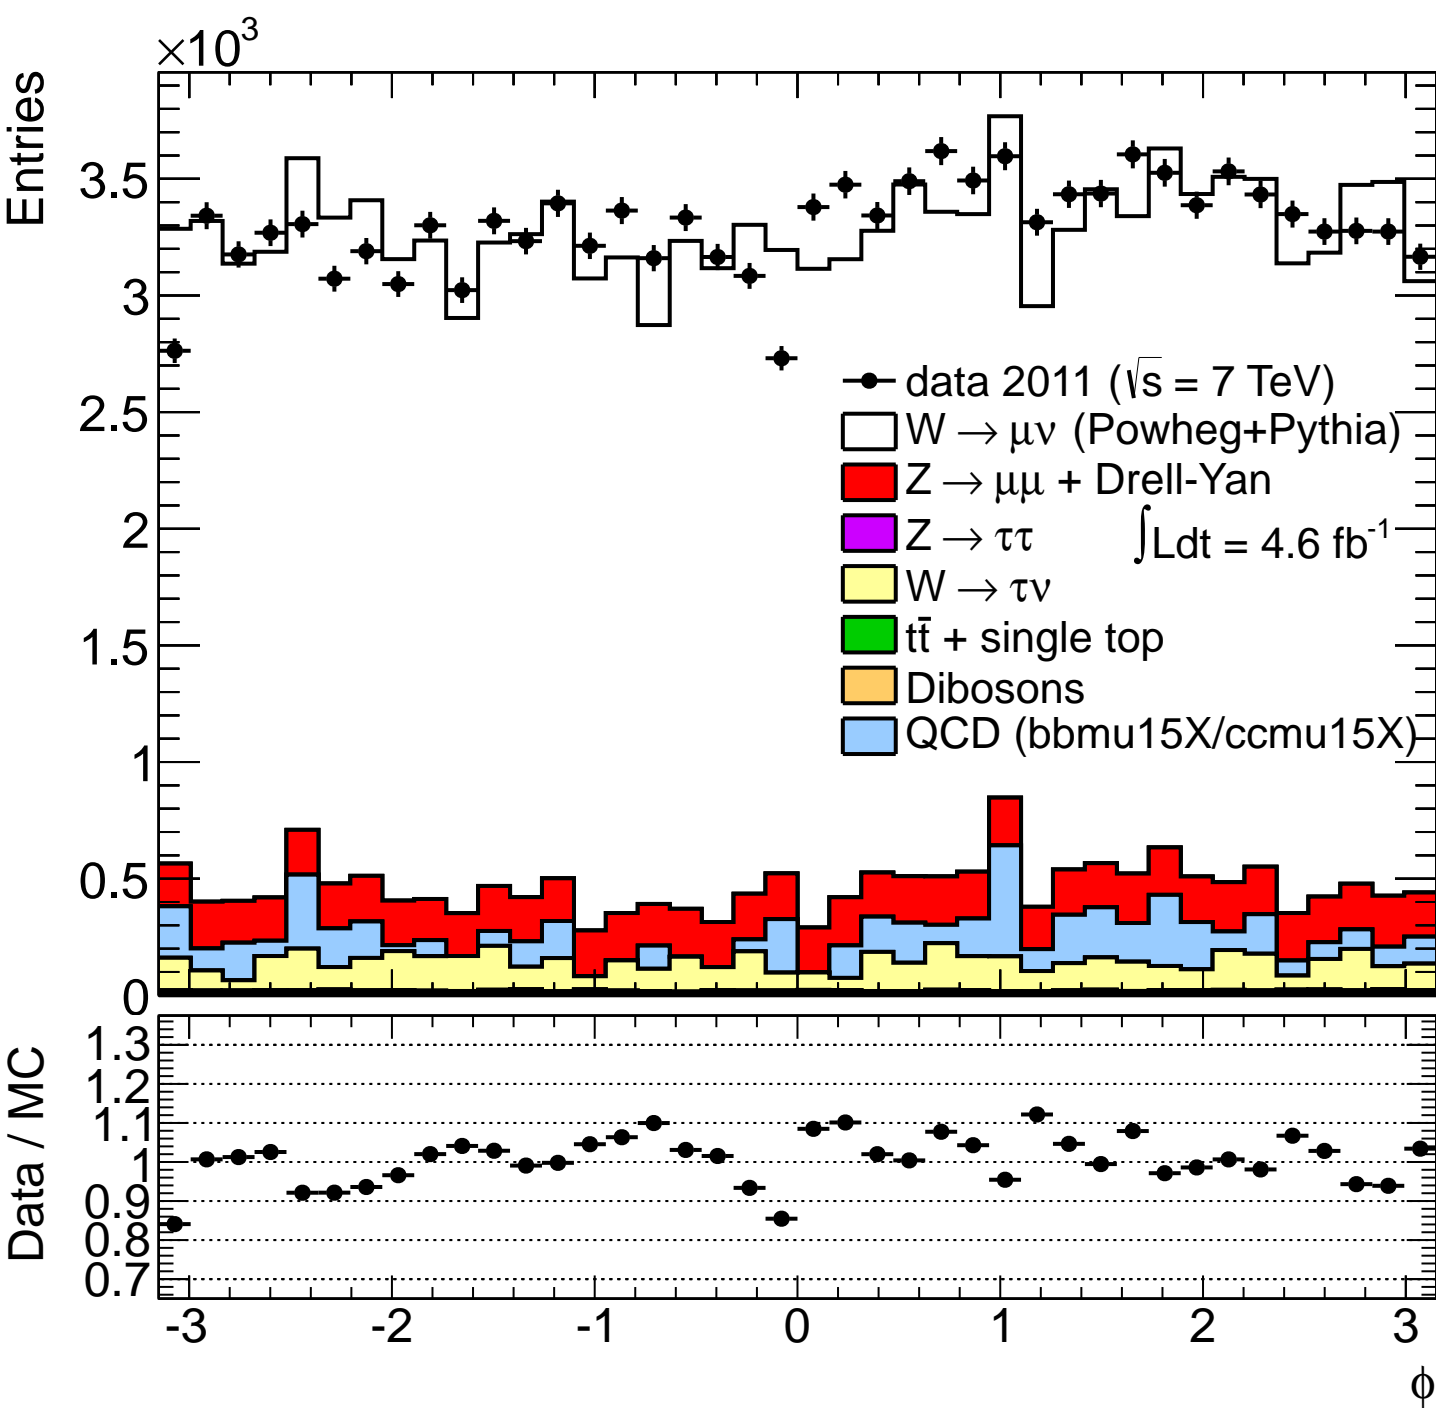 ×10³
Entries
3.5
3
2.5
2
1.5
1
0.5
0
data 2011 (√s = 7 TeV)
W → μν (Powheg+Pythia)
Z → μμ + Drell-Yan
Z → ττ
∫Ldt = 4.6 fb⁻¹
W → τν
tt̄ + single top
Dibosons
QCD (bbmu15X/ccmu15X)
Data / MC
1.3
1.2
1.1
1
0.9
0.8
0.7
-3 -2 -1 0 1 2 3
ϕ